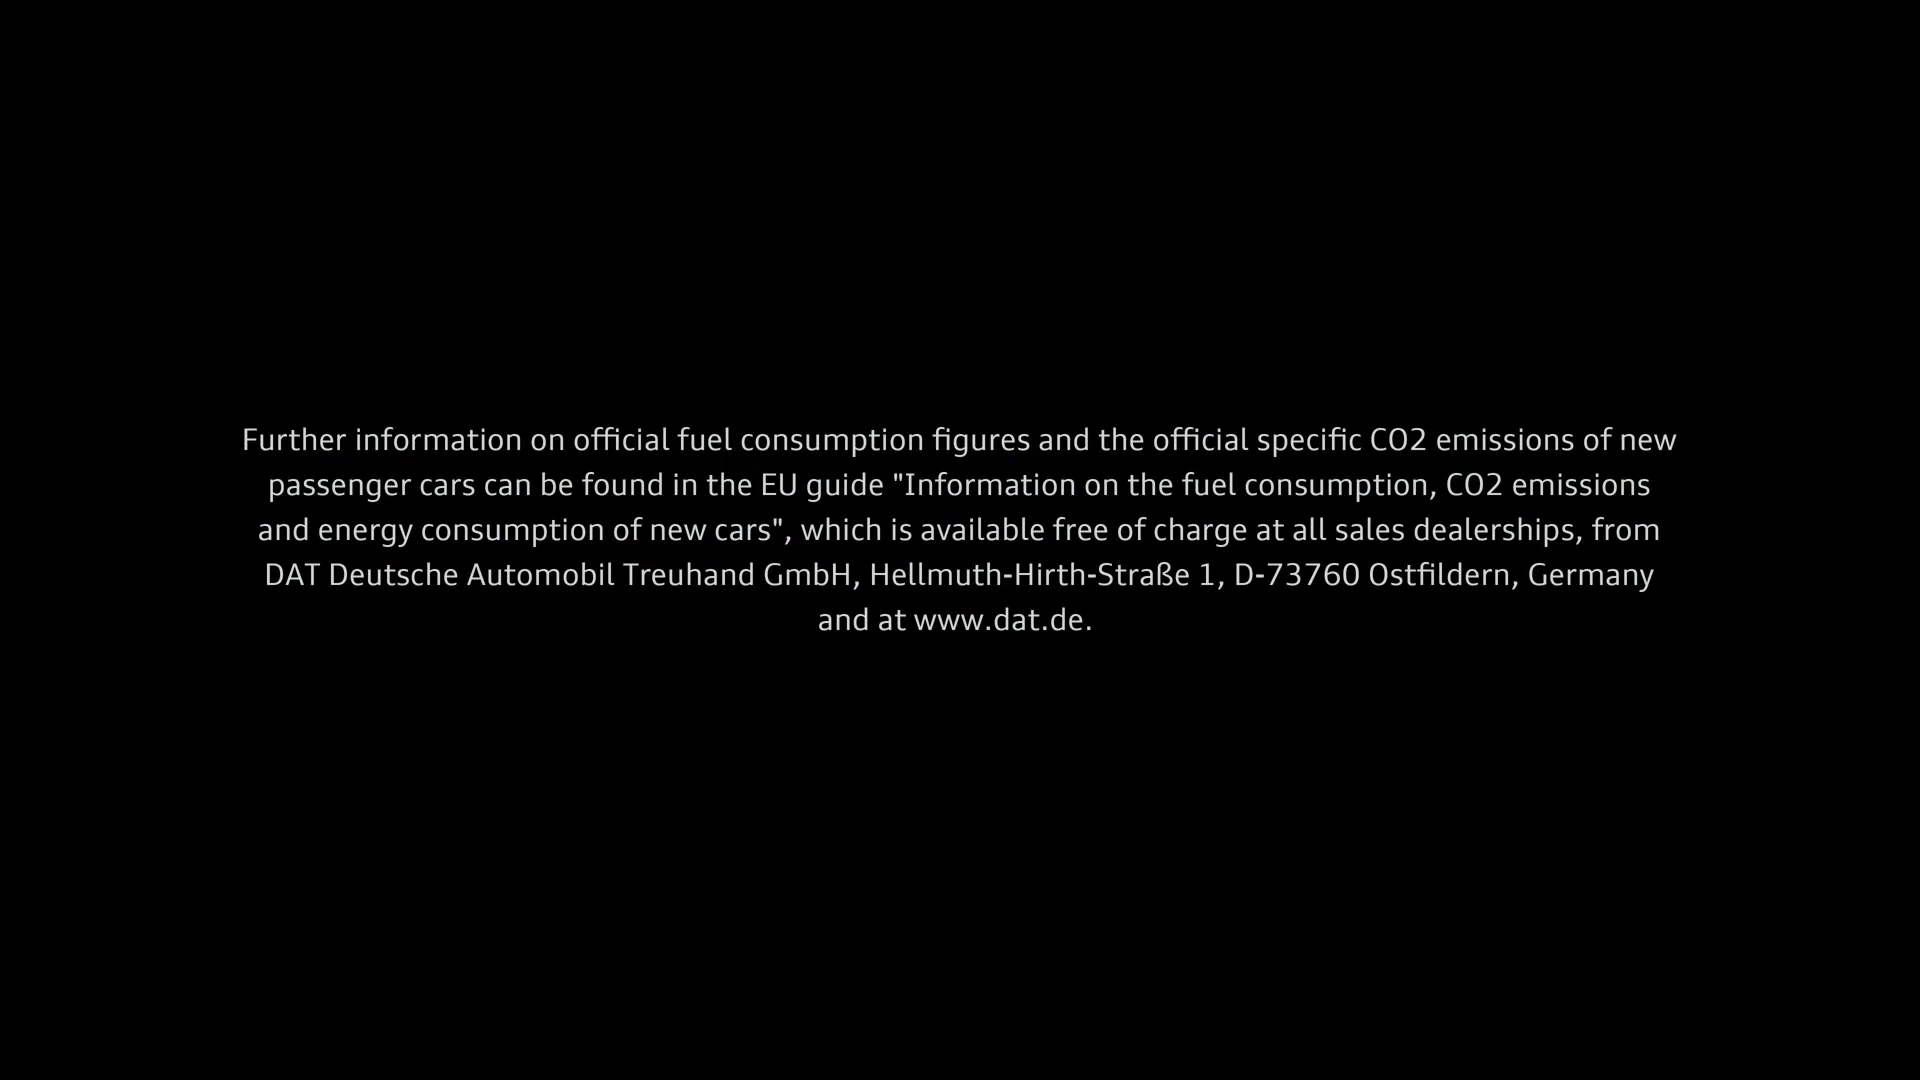 Further information on official fuel consumption figures and the official specific CO2 emissions of new
passenger cars can be found in the EU guide "Information on the fuel consumption, CO2 emissions
and energy consumption of new cars", which is available free of charge at all sales dealerships, from
DAT Deutsche Automobil Treuhand GmbH, Hellmuth-Hirth-Straße 1, D-73760 Ostfildern, Germany
and at www.dat.de.